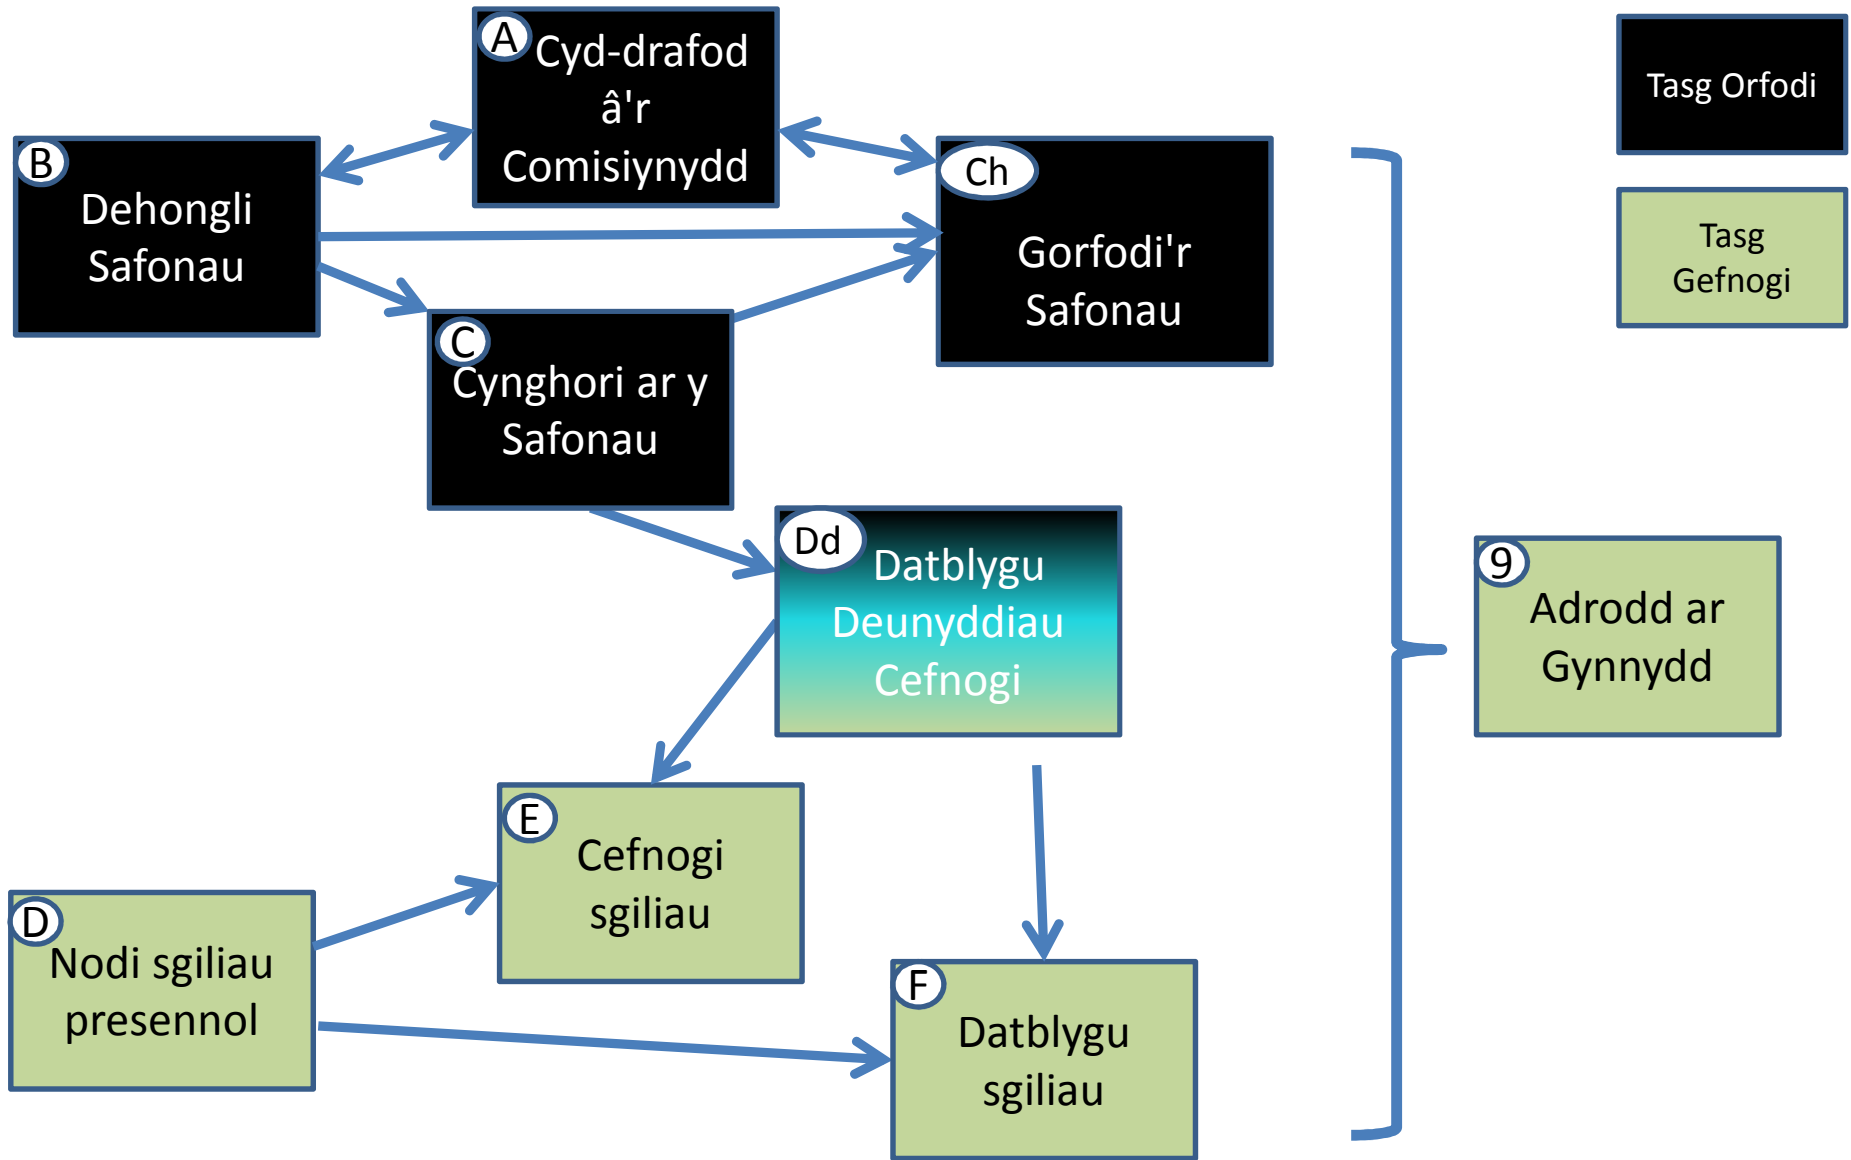 A
Cyd-drafod
â'r
Comisiynydd
B
Dehongli
Safonau
Ch
Gorfodi'r
Safonau
C
Cynghori ar y
Safonau
Dd
Datblygu
Deunyddiau
Cefnogi
E
Cefnogi
sgiliau
D
Nodi sgiliau
presennol
F
Datblygu
sgiliau
Tasg Orfodi
Tasg
Gefnogi
9
Adrodd ar
Gynnydd